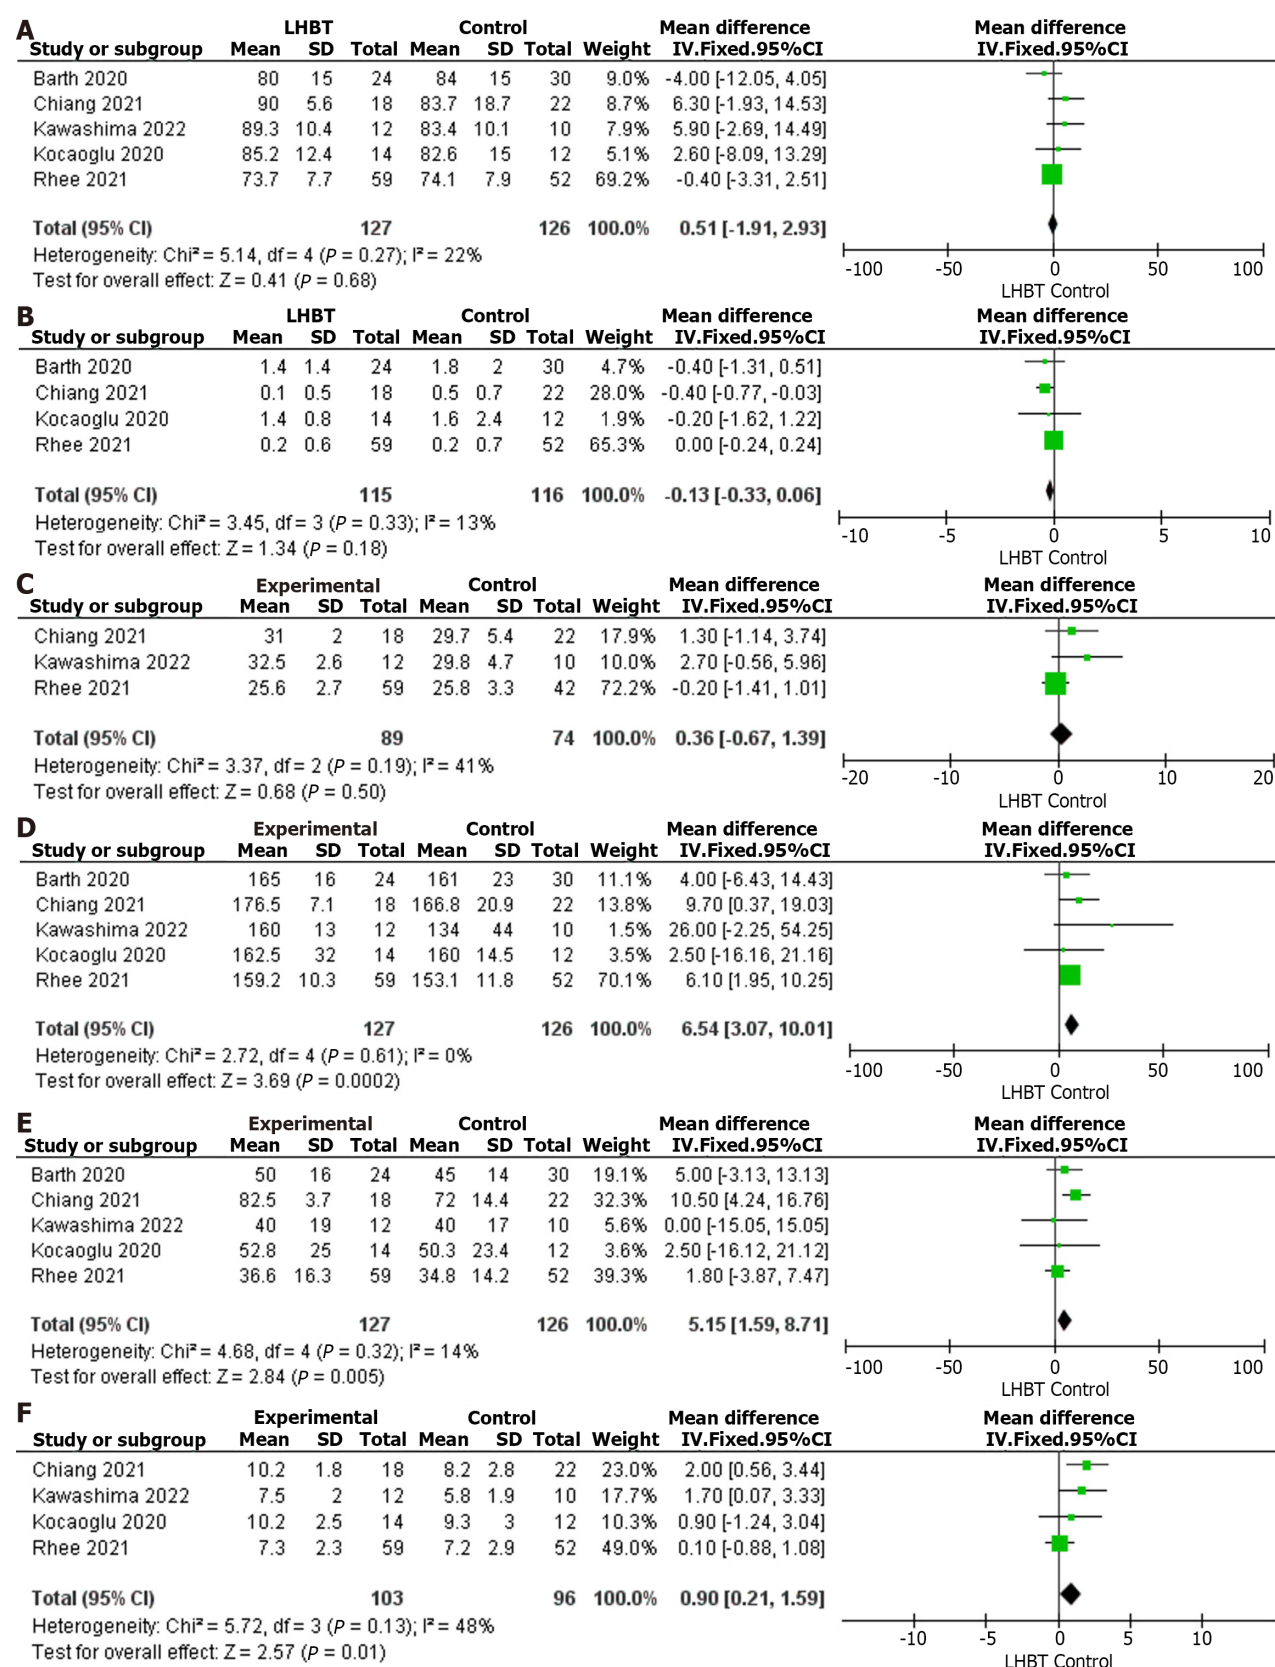 A
LHBT Control Mean difference Mean difference
Study or subgroup Mean SD Total Mean SD Total Weight IV.Fixed.95%CI IV.Fixed.95%CI
Barth 2020 80 15 24 84 15 30 9.0% -4.00 [-12.05, 4.05]
Chiang 2021 90 5.6 18 83.7 18.7 22 8.7% 6.30 [-1.93, 14.53]
Kawashima 2022 89.3 10.4 12 83.4 10.1 10 7.9% 5.90 [-2.69, 14.49]
Kocaoglu 2020 85.2 12.4 14 82.6 15 12 5.1% 2.60 [-8.09, 13.29]
Rhee 2021 73.7 7.7 59 74.1 7.9 52 69.2% -0.40 [-3.31, 2.51]
Total (95% CI) 127 126 100.0% 0.51 [-1.91, 2.93]
Heterogeneity: Chi² = 5.14, df = 4 (P = 0.27); I² = 22%
Test for overall effect: Z = 0.41 (P = 0.68)
-100 -50 0 50 100
LHBT Control
B
LHBT Control Mean difference Mean difference
Study or subgroup Mean SD Total Mean SD Total Weight IV.Fixed.95%CI IV.Fixed.95%CI
Barth 2020 1.4 1.4 24 1.8 2 30 4.7% -0.40 [-1.31, 0.51]
Chiang 2021 0.1 0.5 18 0.5 0.7 22 28.0% -0.40 [-0.77, -0.03]
Kocaoglu 2020 1.4 0.8 14 1.6 2.4 12 1.9% -0.20 [-1.62, 1.22]
Rhee 2021 0.2 0.6 59 0.2 0.7 52 65.3% 0.00 [-0.24, 0.24]
Total (95% CI) 115 116 100.0% -0.13 [-0.33, 0.06]
Heterogeneity: Chi² = 3.45, df = 3 (P = 0.33); I² = 13%
Test for overall effect: Z = 1.34 (P = 0.18)
-10 -5 0 5 10
LHBT Control
C
Experimental Control Mean difference Mean difference
Study or subgroup Mean SD Total Mean SD Total Weight IV.Fixed.95%CI IV.Fixed.95%CI
Chiang 2021 31 2 18 29.7 5.4 22 17.9% 1.30 [-1.14, 3.74]
Kawashima 2022 32.5 2.6 12 29.8 4.7 10 10.0% 2.70 [-0.56, 5.96]
Rhee 2021 25.6 2.7 59 25.8 3.3 42 72.2% -0.20 [-1.41, 1.01]
Total (95% CI) 89 74 100.0% 0.36 [-0.67, 1.39]
Heterogeneity: Chi² = 3.37, df = 2 (P = 0.19); I² = 41%
Test for overall effect: Z = 0.68 (P = 0.50)
-20 -10 0 10 20
LHBT Control
D
Experimental Control Mean difference Mean difference
Study or subgroup Mean SD Total Mean SD Total Weight IV.Fixed.95%CI IV.Fixed.95%CI
Barth 2020 165 16 24 161 23 30 11.1% 4.00 [-6.43, 14.43]
Chiang 2021 176.5 7.1 18 166.8 20.9 22 13.8% 9.70 [0.37, 19.03]
Kawashima 2022 160 13 12 134 44 10 1.5% 26.00 [-2.25, 54.25]
Kocaoglu 2020 162.5 32 14 160 14.5 12 3.5% 2.50 [-16.16, 21.16]
Rhee 2021 159.2 10.3 59 153.1 11.8 52 70.1% 6.10 [1.95, 10.25]
Total (95% CI) 127 126 100.0% 6.54 [3.07, 10.01]
Heterogeneity: Chi² = 2.72, df = 4 (P = 0.61); I² = 0%
Test for overall effect: Z = 3.69 (P = 0.0002)
-100 -50 0 50 100
LHBT Control
E
Experimental Control Mean difference Mean difference
Study or subgroup Mean SD Total Mean SD Total Weight IV.Fixed.95%CI IV.Fixed.95%CI
Barth 2020 50 16 24 45 14 30 19.1% 5.00 [-3.13, 13.13]
Chiang 2021 82.5 3.7 18 72 14.4 22 32.3% 10.50 [4.24, 16.76]
Kawashima 2022 40 19 12 40 17 10 5.6% 0.00 [-15.05, 15.05]
Kocaoglu 2020 52.8 25 14 50.3 23.4 12 3.6% 2.50 [-16.12, 21.12]
Rhee 2021 36.6 16.3 59 34.8 14.2 52 39.3% 1.80 [-3.87, 7.47]
Total (95% CI) 127 126 100.0% 5.15 [1.59, 8.71]
Heterogeneity: Chi² = 4.68, df = 4 (P = 0.32); I² = 14%
Test for overall effect: Z = 2.84 (P = 0.005)
-100 -50 0 50 100
LHBT Control
F
Experimental Control Mean difference Mean difference
Study or subgroup Mean SD Total Mean SD Total Weight IV.Fixed.95%CI IV.Fixed.95%CI
Chiang 2021 10.2 1.8 18 8.2 2.8 22 23.0% 2.00 [0.56, 3.44]
Kawashima 2022 7.5 2 12 5.8 1.9 10 17.7% 1.70 [0.07, 3.33]
Kocaoglu 2020 10.2 2.5 14 9.3 3 12 10.3% 0.90 [-1.24, 3.04]
Rhee 2021 7.3 2.3 59 7.2 2.9 52 49.0% 0.10 [-0.88, 1.08]
Total (95% CI) 103 96 100.0% 0.90 [0.21, 1.59]
Heterogeneity: Chi² = 5.72, df = 3 (P = 0.13); I² = 48%
Test for overall effect: Z = 2.57 (P = 0.01)
-10 -5 0 5 10
LHBT Control